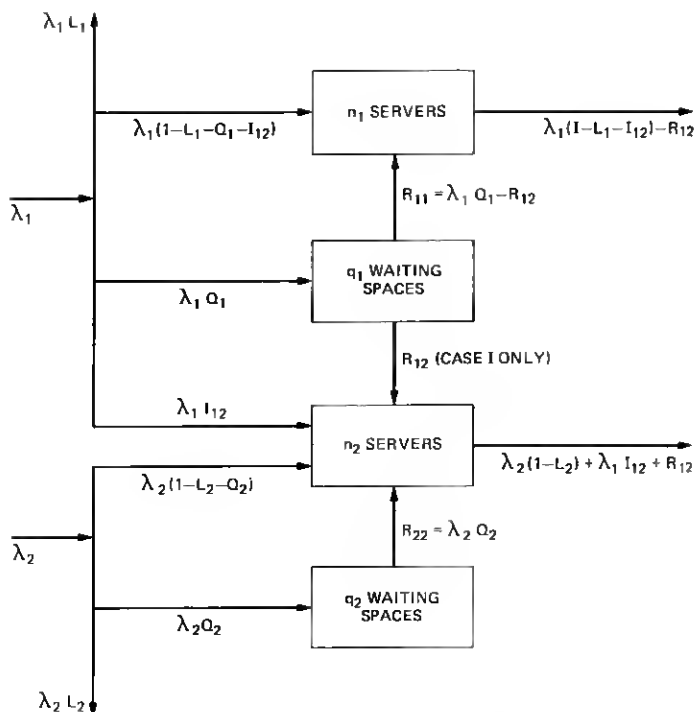 λ₁ L₁
n₁ SERVERS
λ₁(1–L₁–Q₁–I₁₂)
λ₁(I–L₁–I₁₂)–R₁₂
R₁₁ = λ₁ Q₁–R₁₂
λ₁
q₁ WAITING
SPACES
λ₁ Q₁
R₁₂ (CASE I ONLY)
λ₁ I₁₂
n₂ SERVERS
λ₂(1–L₂–Q₂)
λ₂(1–L₂) + λ₁ I₁₂ + R₁₂
R₂₂ = λ₂ Q₂
λ₂
q₂ WAITING
SPACES
λ₂Q₂
λ₂ L₂